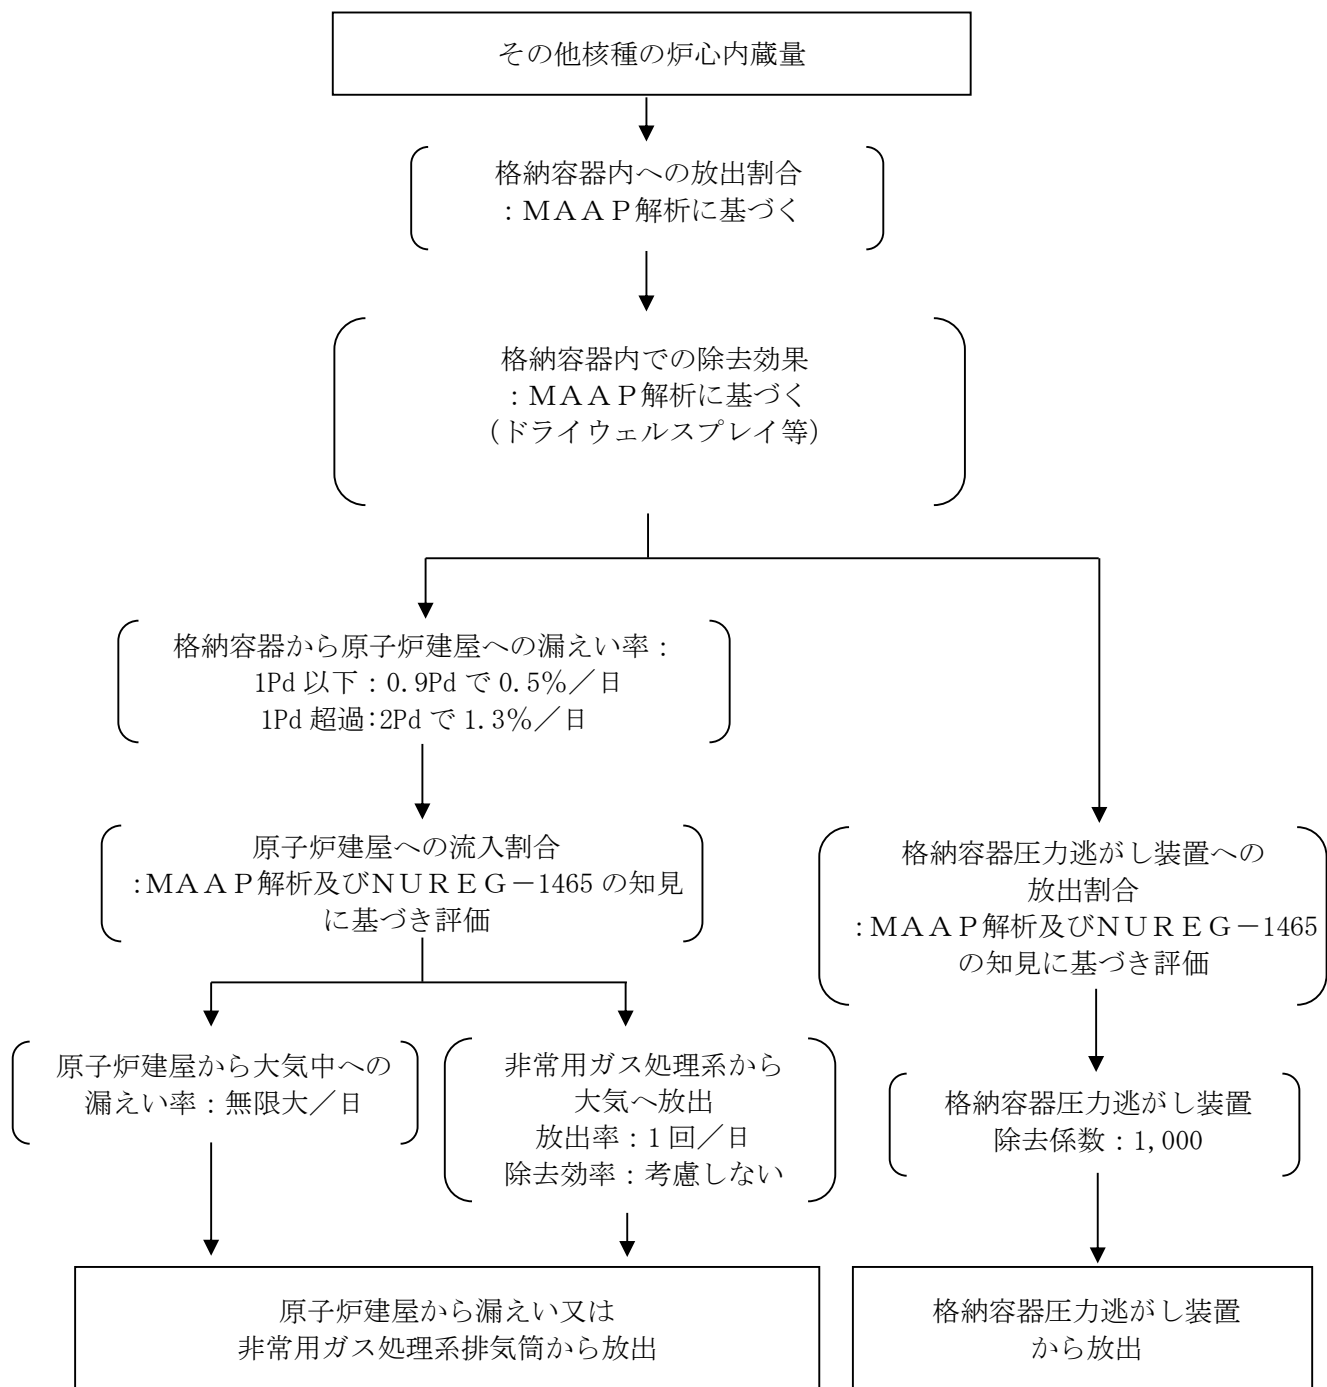 その他核種の炉心内蔵量
格納容器内への放出割合
：ＭＡＡＰ解析に基づく
格納容器内での除去効果
：ＭＡＡＰ解析に基づく
（ドライウェルスプレイ等）
格納容器から原子炉建屋への漏えい率：
1Pd 以下：0.9Pd で 0.5％／日
1Pd 超過:2Pd で 1.3％／日
原子炉建屋への流入割合
:ＭＡＡＰ解析及びＮＵＲＥＧ－1465 の知見
に基づき評価
格納容器圧力逃がし装置への
放出割合
:ＭＡＡＰ解析及びＮＵＲＥＧ－1465
の知見に基づき評価
原子炉建屋から大気中への
漏えい率：無限大／日
非常用ガス処理系から
大気へ放出
放出率：1 回／日
除去効率：考慮しない
格納容器圧力逃がし装置
除去係数：1,000
原子炉建屋から漏えい又は
非常用ガス処理系排気筒から放出
格納容器圧力逃がし装置
から放出